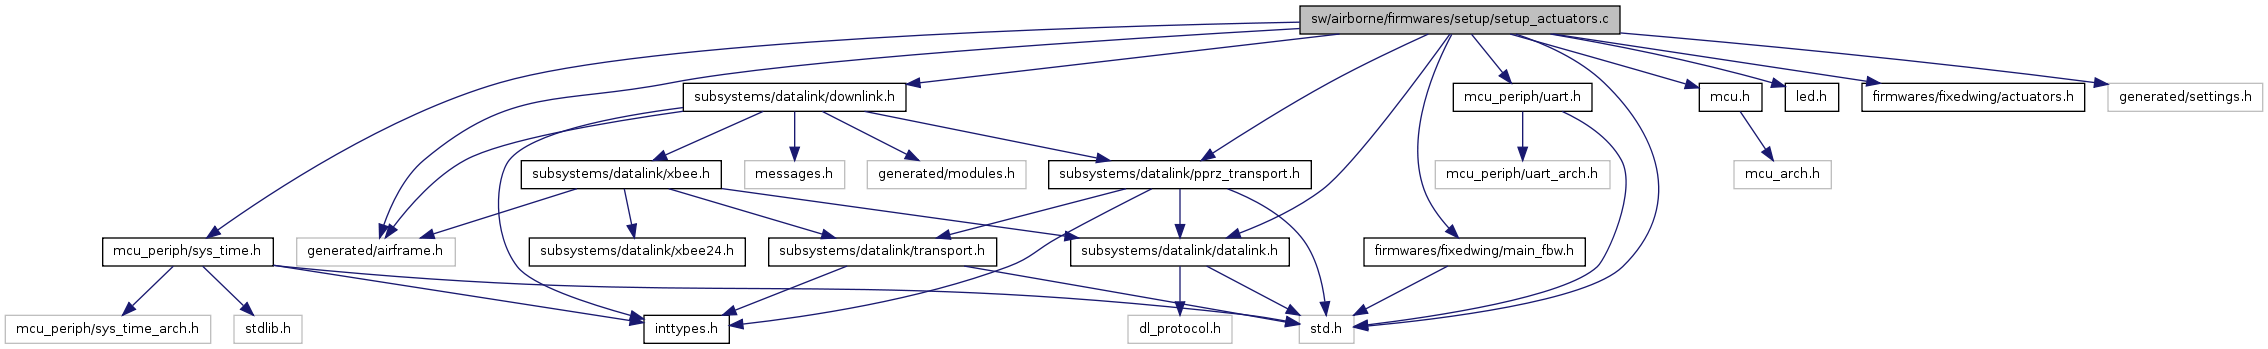 sw/airborne/firmwares/setup/setup_actuators.c
subsystems/datalink/downlink.h
mcu_periph/uart.h
mcu.h
led.h
firmwares/fixedwing/actuators.h
generated/settings.h
subsystems/datalink/xbee.h
messages.h
generated/modules.h
subsystems/datalink/pprz_transport.h
mcu_periph/uart_arch.h
mcu_arch.h
mcu_periph/sys_time.h
generated/airframe.h
subsystems/datalink/xbee24.h
subsystems/datalink/transport.h
subsystems/datalink/datalink.h
firmwares/fixedwing/main_fbw.h
mcu_periph/sys_time_arch.h
stdlib.h
inttypes.h
dl_protocol.h
std.h